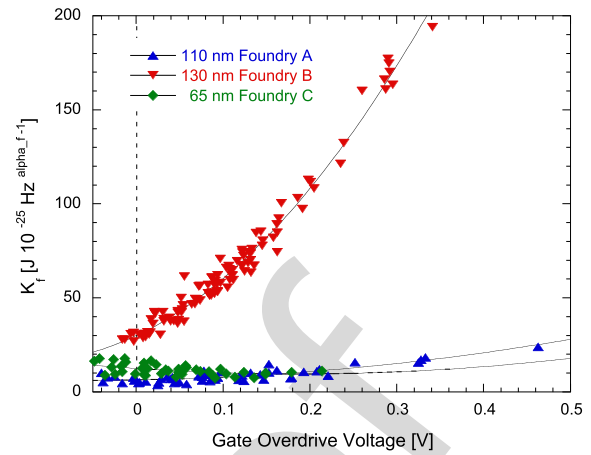 200
150
100
50
0
K_f [J 10^-25 Hz^alpha_f -1]
110 nm Foundry A
130 nm Foundry B
65 nm Foundry C
0 0.1 0.2 0.3 0.4 0.5
Gate Overdrive Voltage [V]